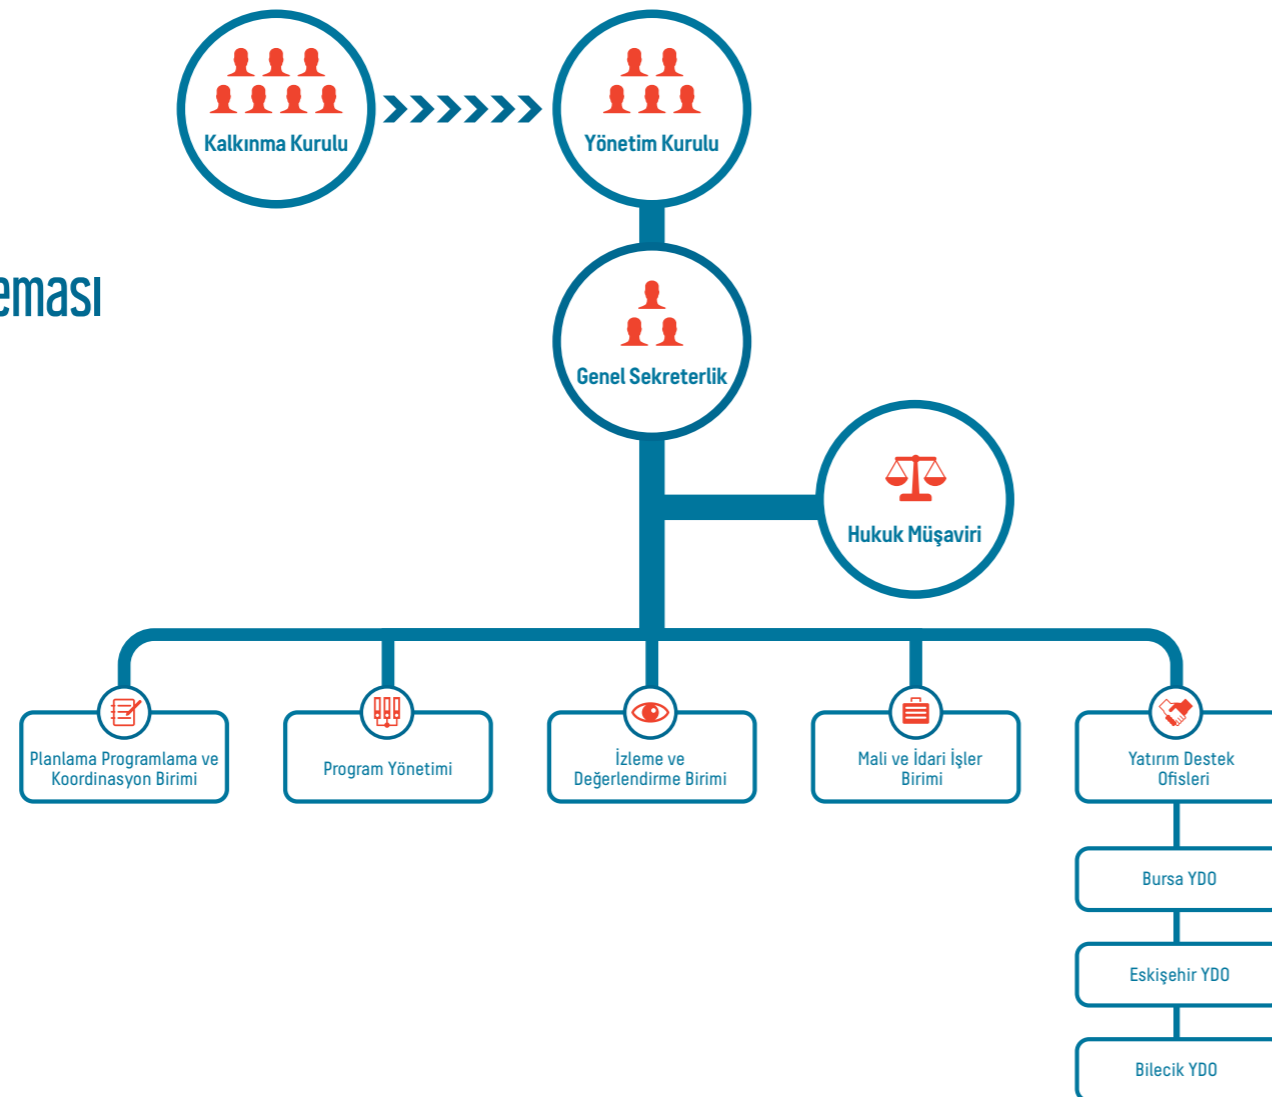 Kalkınma Kurulu
Yönetim Kurulu
eması
Genel Sekreterlik
Hukuk Müşaviri
Planlama Programlama ve
Koordinasyon Birimi
Program Yönetimi
İzleme ve
Değerlendirme Birimi
Mali ve İdari İşler
Birimi
Yatırım Destek
Ofisleri
Bursa YDO
Eskişehir YDO
Bilecik YDO